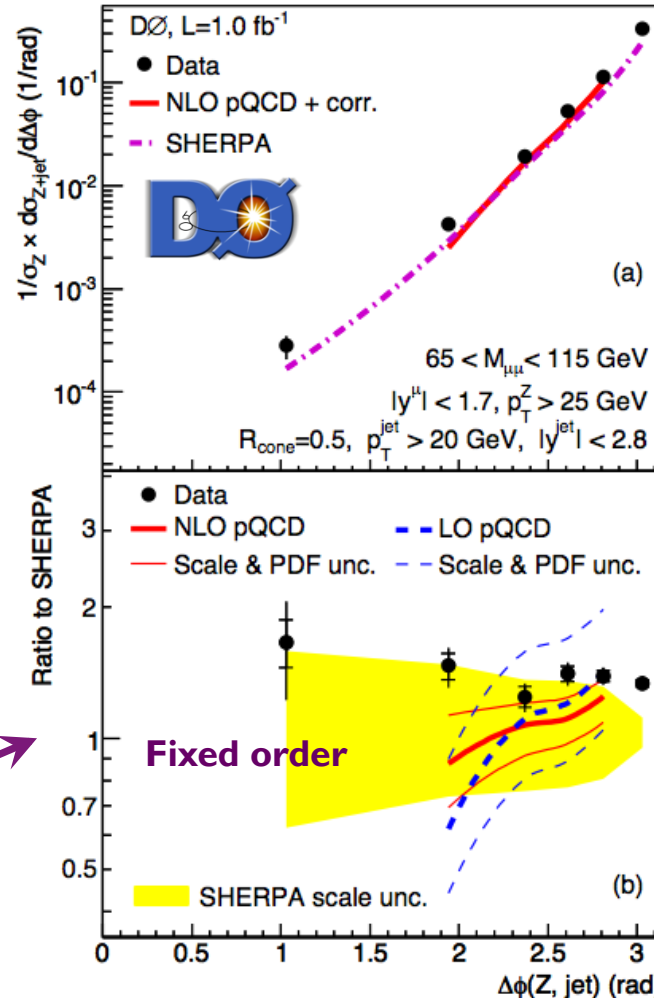 DØ, L=1.0 fb⁻¹
Data
NLO pQCD + corr.
SHERPA
DØ
(a)
65 < M_μμ < 115 GeV
|y^μ| < 1.7, p_T^Z > 25 GeV
R_cone=0.5, p_T^jet > 20 GeV, |y^jet| < 2.8
1/σ_Z × dσ_Z+jet/dΔϕ (1/rad)
10⁻¹
10⁻²
10⁻³
10⁻⁴
Data
NLO pQCD
LO pQCD
Scale & PDF unc.
Scale & PDF unc.
Ratio to SHERPA
3
2
1
0.7
0.5
Fixed order
SHERPA scale unc.
(b)
0 0.5 1 1.5 2 2.5 3
Δϕ(Z, jet) (rad